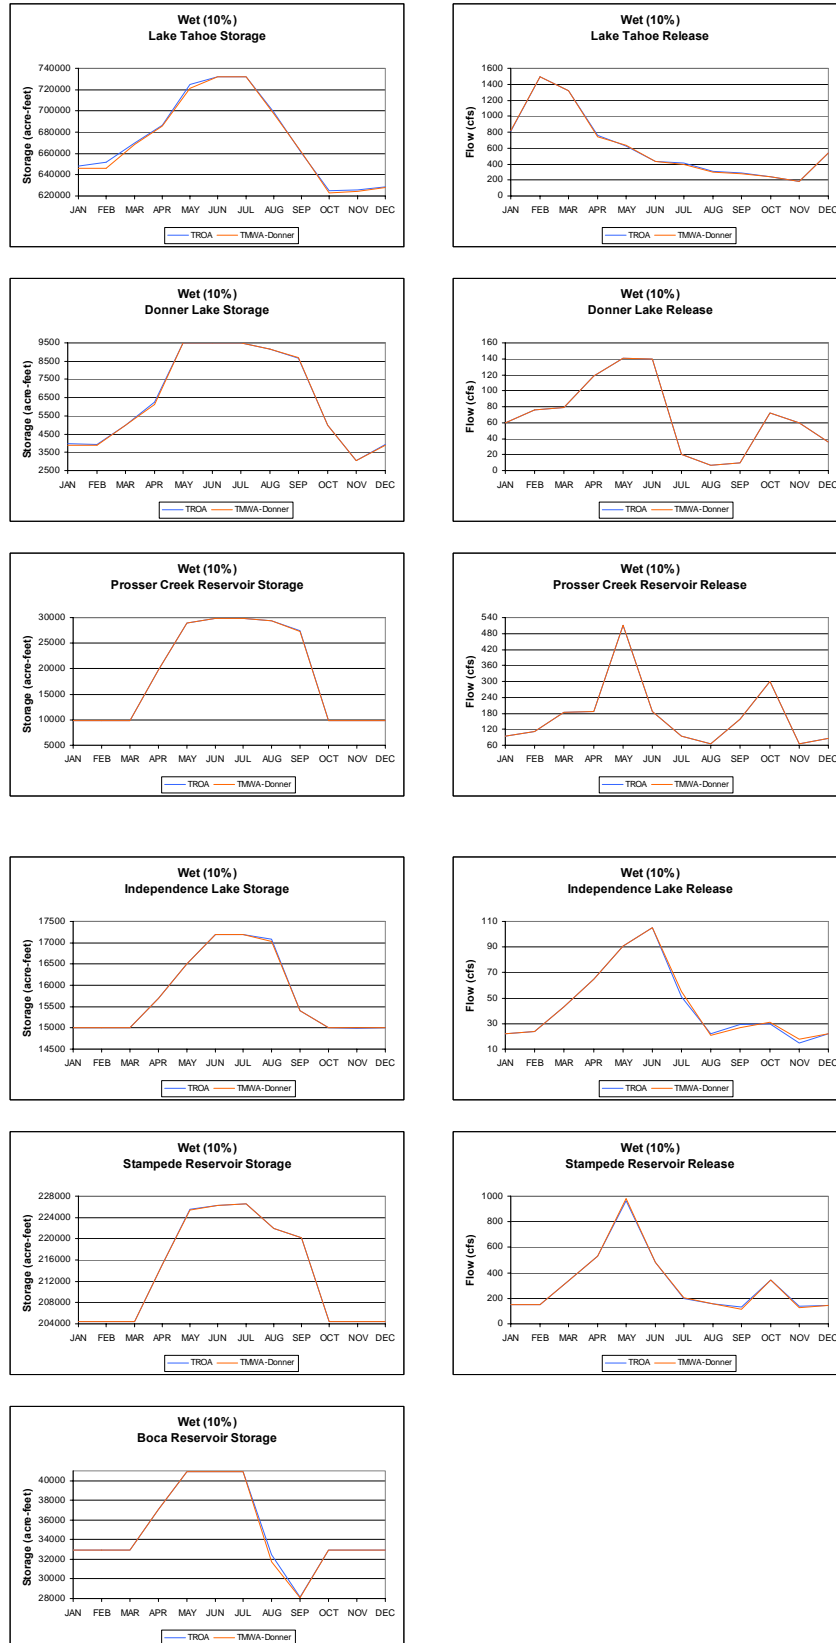 Wet (10%)
Lake Tahoe Storage
Storage (acre-feet)
740000
720000
700000
680000
660000
640000
620000
JAN FEB MAR APR MAY JUN JUL AUG SEP OCT NOV DEC
TROA TMWA-Donner
Wet (10%)
Lake Tahoe Release
Flow (cfs)
1600
1400
1200
1000
800
600
400
200
0
JAN FEB MAR APR MAY JUN JUL AUG SEP OCT NOV DEC
TROA TMWA-Donner
Wet (10%)
Donner Lake Storage
Storage (acre-feet)
9500
8500
7500
6500
5500
4500
3500
2500
JAN FEB MAR APR MAY JUN JUL AUG SEP OCT NOV DEC
TROA TMWA-Donner
Wet (10%)
Donner Lake Release
Flow (cfs)
160
140
120
100
80
60
40
20
0
JAN FEB MAR APR MAY JUN JUL AUG SEP OCT NOV DEC
TROA TMWA-Donner
Wet (10%)
Prosser Creek Reservoir Storage
Storage (acre-feet)
30000
25000
20000
15000
10000
5000
JAN FEB MAR APR MAY JUN JUL AUG SEP OCT NOV DEC
TROA TMWA-Donner
Wet (10%)
Prosser Creek Reservoir Release
Flow (cfs)
540
480
420
360
300
240
180
120
60
JAN FEB MAR APR MAY JUN JUL AUG SEP OCT NOV DEC
TROA TMWA-Donner
Wet (10%)
Independence Lake Storage
Storage (acre-feet)
17500
17000
16500
16000
15500
15000
14500
JAN FEB MAR APR MAY JUN JUL AUG SEP OCT NOV DEC
TROA TMWA-Donner
Wet (10%)
Independence Lake Release
Flow (cfs)
110
90
70
50
30
10
JAN FEB MAR APR MAY JUN JUL AUG SEP OCT NOV DEC
TROA TMWA-Donner
Wet (10%)
Stampede Reservoir Storage
Storage (acre-feet)
228000
224000
220000
216000
212000
208000
204000
JAN FEB MAR APR MAY JUN JUL AUG SEP OCT NOV DEC
TROA TMWA-Donner
Wet (10%)
Stampede Reservoir Release
Flow (cfs)
1000
800
600
400
200
0
JAN FEB MAR APR MAY JUN JUL AUG SEP OCT NOV DEC
TROA TMWA-Donner
Wet (10%)
Boca Reservoir Storage
Storage (acre-feet)
40000
38000
36000
34000
32000
30000
28000
JAN FEB MAR APR MAY JUN JUL AUG SEP OCT NOV DEC
TROA TMWA-Donner